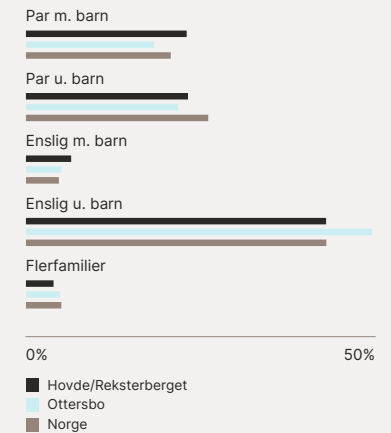 Par m. barn
Par u. barn
Enslig m. barn
Enslig u. barn
Flerfamilier
0% 50%
Hovde/Reksterberget
Ottersbo
Norge